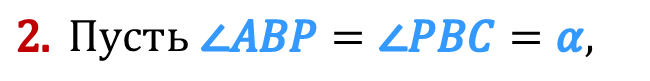 2. Пусть ∠ABP = ∠PBC = α,